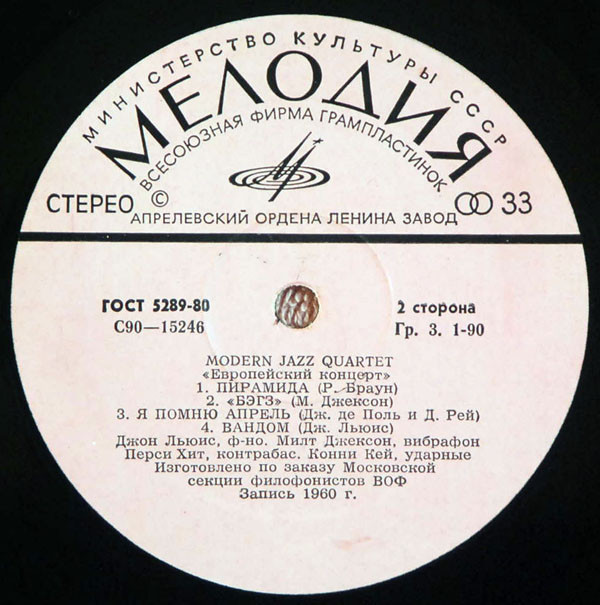 МИНИСТЕРСТВО КУЛЬТУРЫ СССР
МЕЛОДИЯ
ВСЕСОЮЗНАЯ ФИРМА ГРАМПЛАСТИНОК
СТЕРЕО © 33
АПРЕЛЕВСКИЙ ОРДЕНА ЛЕНИНА ЗАВОД
ГОСТ 5289-80 2 сторона
С90—15246 Гр. 3. 1-90
MODERN JAZZ QUARTET
«Европейский концерт»
1. ПИРАМИДА (Р. Браун)
2. «БЭГЗ» (М. Джексон)
3. Я ПОМНЮ АПРЕЛЬ (Дж. де Поль и Д. Рей)
4. ВАНДОМ (Дж. Льюис)
Джон Льюис, ф-но. Милт Джексон, вибрафон
Перси Хит, контрабас. Конни Кей, ударные
Изготовлено по заказу Московской
секции филофонистов ВОФ
Запись 1960 г.